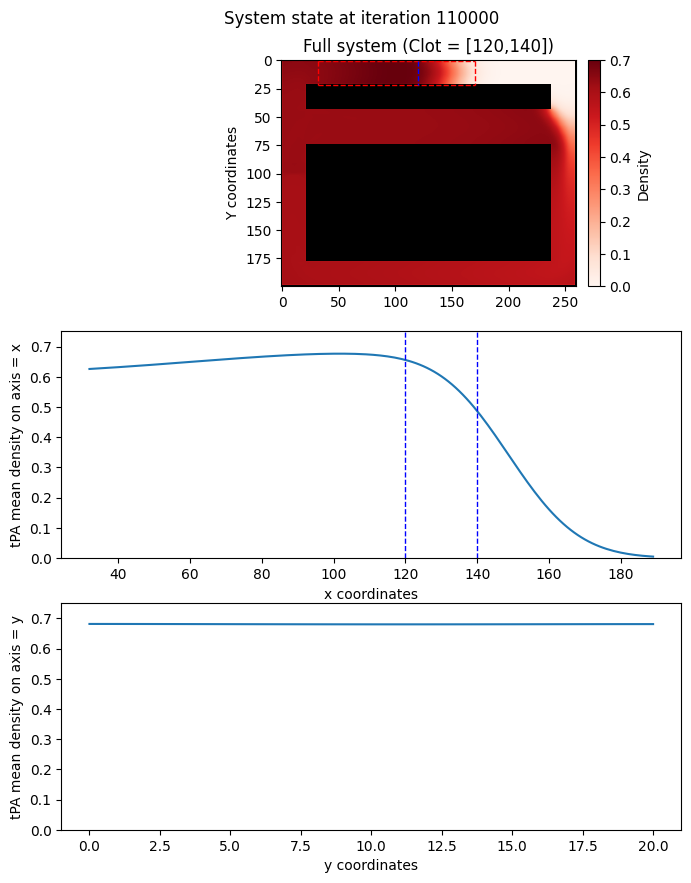 System state at iteration 110000
Full system (Clot = [120,140])
0
25
50
75
100
125
150
175
Y coordinates
0 50 100 150 200 250
0.7
0.6
0.5
0.4
0.3
0.2
0.1
0.0
Density
0.7
0.6
0.5
0.4
0.3
0.2
0.1
0.0
tPA mean density on axis = x
40 60 80 100 120 140 160 180
x coordinates
0.7
0.6
0.5
0.4
0.3
0.2
0.1
0.0
tPA mean density on axis = y
0.0 2.5 5.0 7.5 10.0 12.5 15.0 17.5 20.0
y coordinates